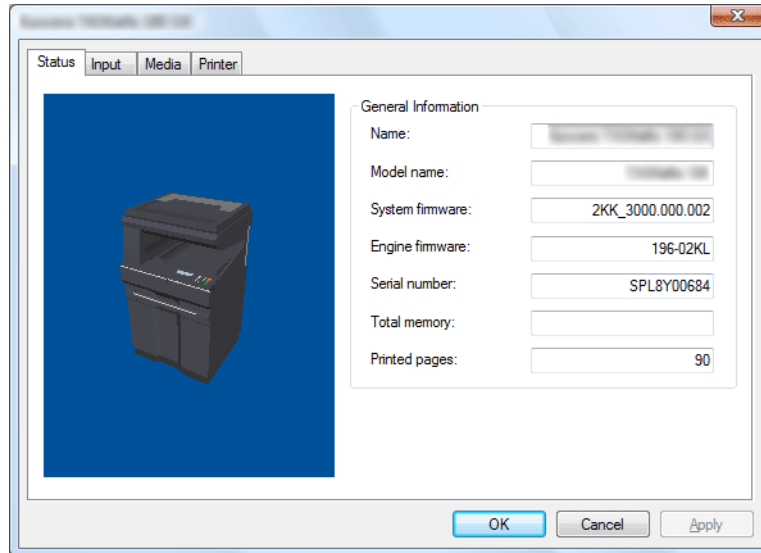 Status Input Media Printer
General Information
Name:
Model name:
System firmware: 2KK_3000.000.002
Engine firmware: 196-02KL
Serial number: SPL8Y00684
Total memory:
Printed pages: 90
OK Cancel Apply